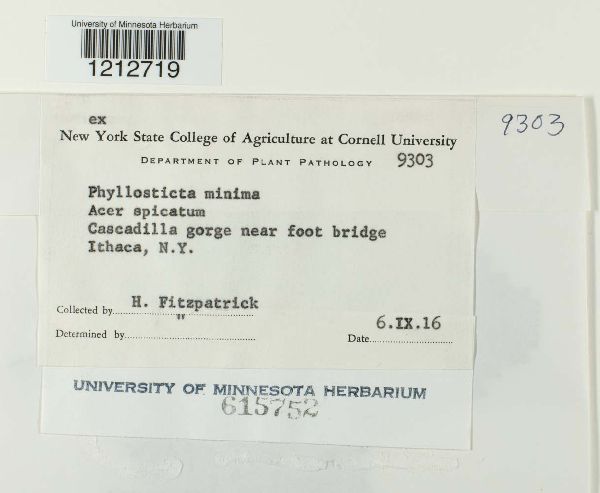 University of Minnesota Herbarium
1212719
9303
ex
New York State College of Agriculture at Cornell University
DEPARTMENT OF PLANT PATHOLOGY 9303
Phyllosticta minima
Acer spicatum
Cascadilla gorge near foot bridge
Ithaca, N.Y.
Collected by H. Fitzpatrick
Determined by "
Date 6.IX.16
UNIVERSITY OF MINNESOTA HERBARIUM
615752